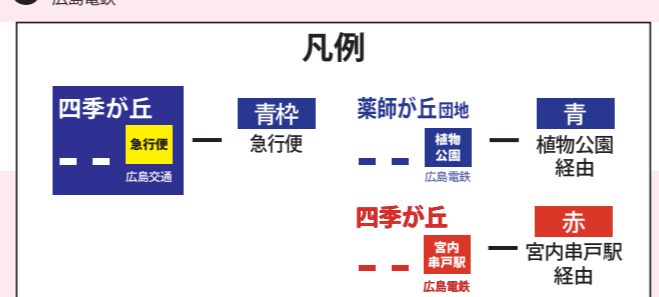 広島電鉄
凡例
四季が丘
急行便
広島交通
青枠
急行便
薬師が丘団地
植物
公園
広島電鉄
青
植物公園
経由
四季が丘
宮内
串戸駅
広島電鉄
赤
宮内串戸駅
経由